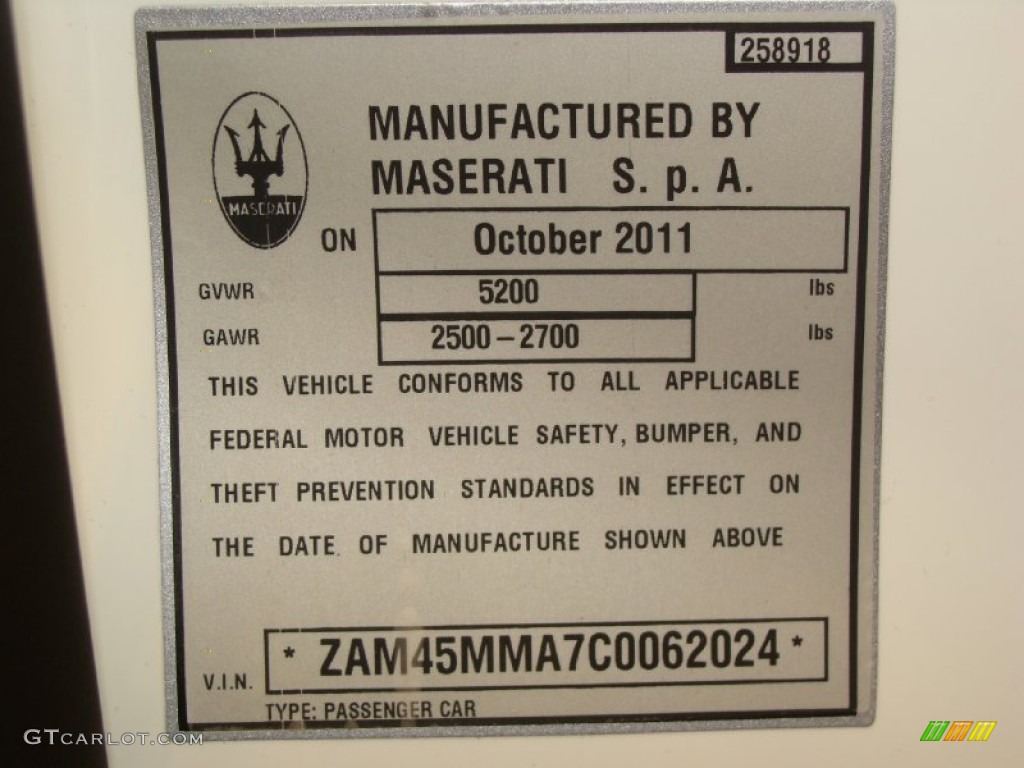 258918
MANUFACTURED BY
MASERATI S. p. A.
MASERATI
ON October 2011
GVWR 5200 lbs
GAWR 2500 - 2700 lbs
THIS VEHICLE CONFORMS TO ALL APPLICABLE
FEDERAL MOTOR VEHICLE SAFETY, BUMPER, AND
THEFT PREVENTION STANDARDS IN EFFECT ON
THE DATE OF MANUFACTURE SHOWN ABOVE
V.I.N. * ZAM45MMA7C0062024 *
TYPE: PASSENGER CAR
GTCARLOT.COM